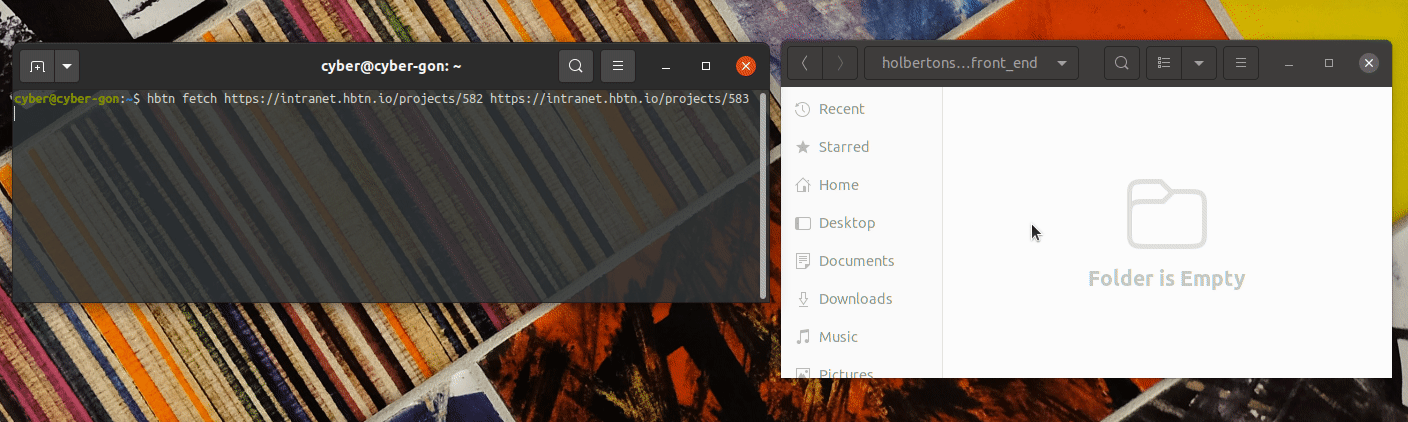 cyber@cyber-gon: ~
cyber@cyber-gon:~$ hbtn fetch https://intranet.hbtn.io/projects/582 https://intranet.hbtn.io/projects/583
holbertons…front_end
Recent
Starred
Home
Desktop
Documents
Downloads
Music
Pictures
Folder is Empty